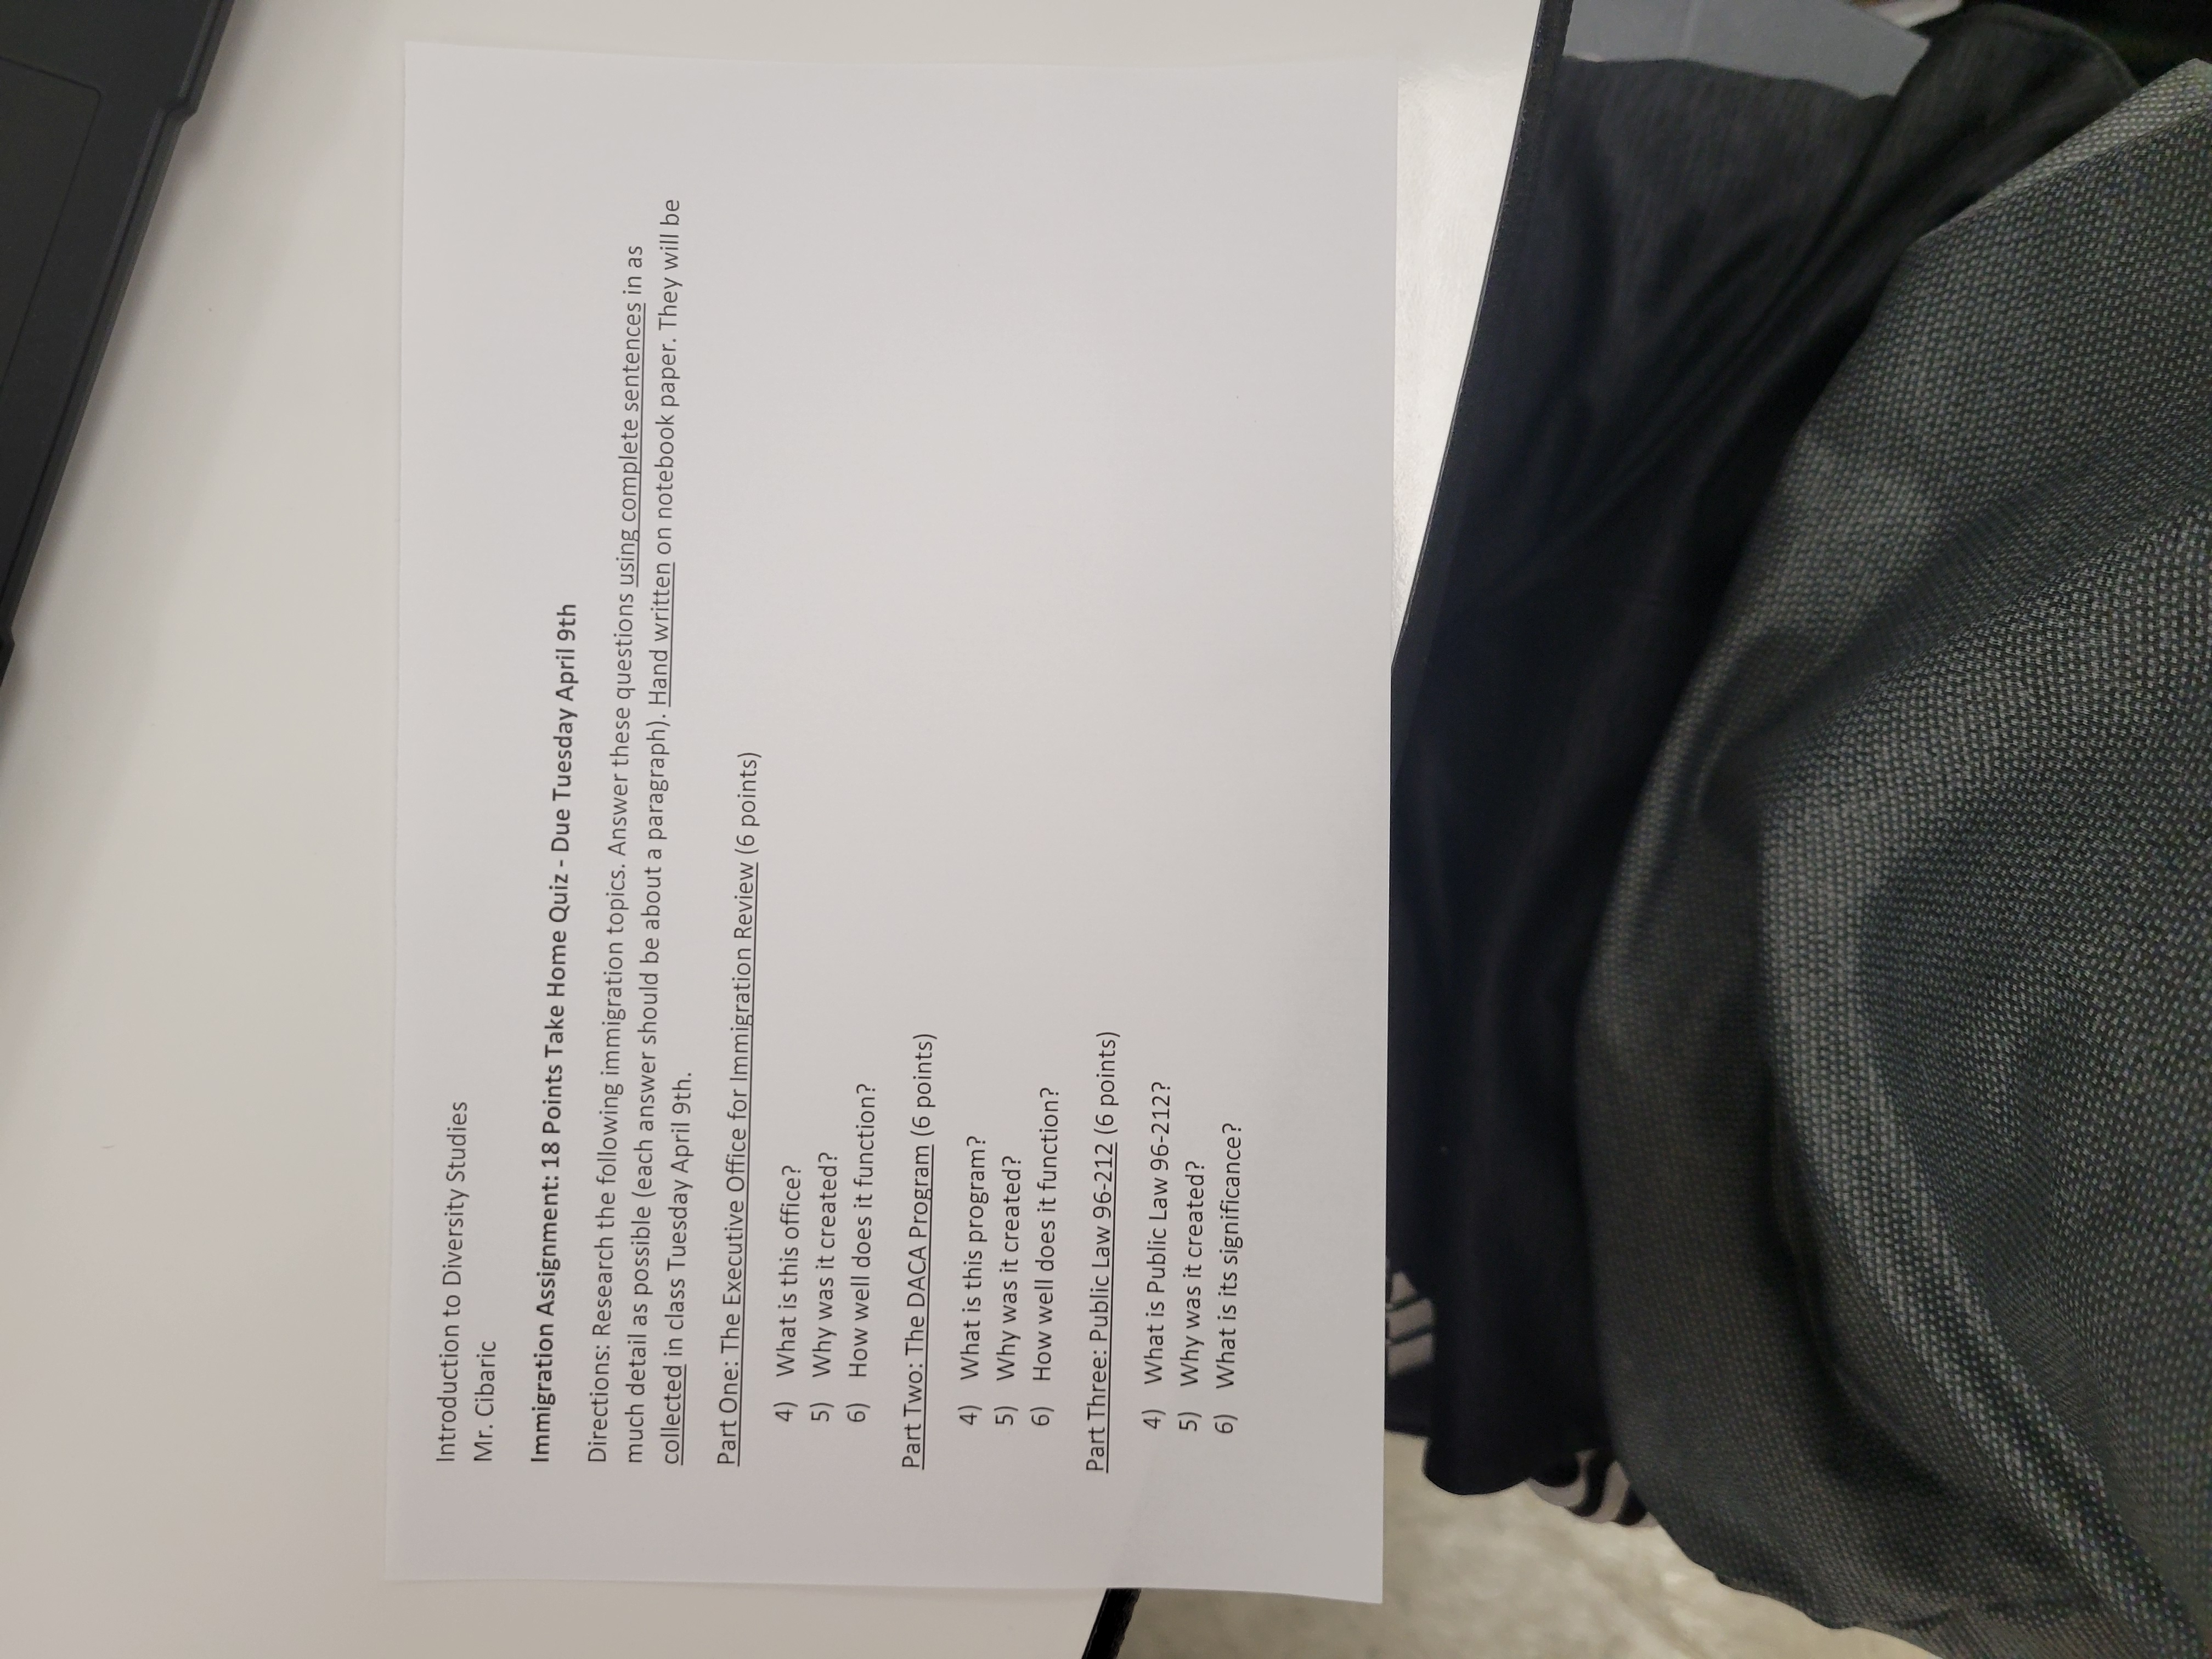 Introduction to Diversity Studies
Mr. Cibaric
Immigration Assignment: 18 Points Take Home Quiz - Due Tuesday April 9th
Directions: Research the following immigration topics. Answer these questions using complete sentences in as
much detail as possible (each answer should be about a paragraph). Hand written on notebook paper. They will be
collected in class Tuesday April 9th.
Part One: The Executive Office for Immigration Review (6 points)
4) What is this office?
5) Why was it created?
6) How well does it function?
Part Two: The DACA Program (6 points)
4) What is this program?
5) Why was it created?
6) How well does it function?
Part Three: Public Law 96-212 (6 points)
4) What is Public Law 96-212?
5) Why was it created?
6) What is its significance?